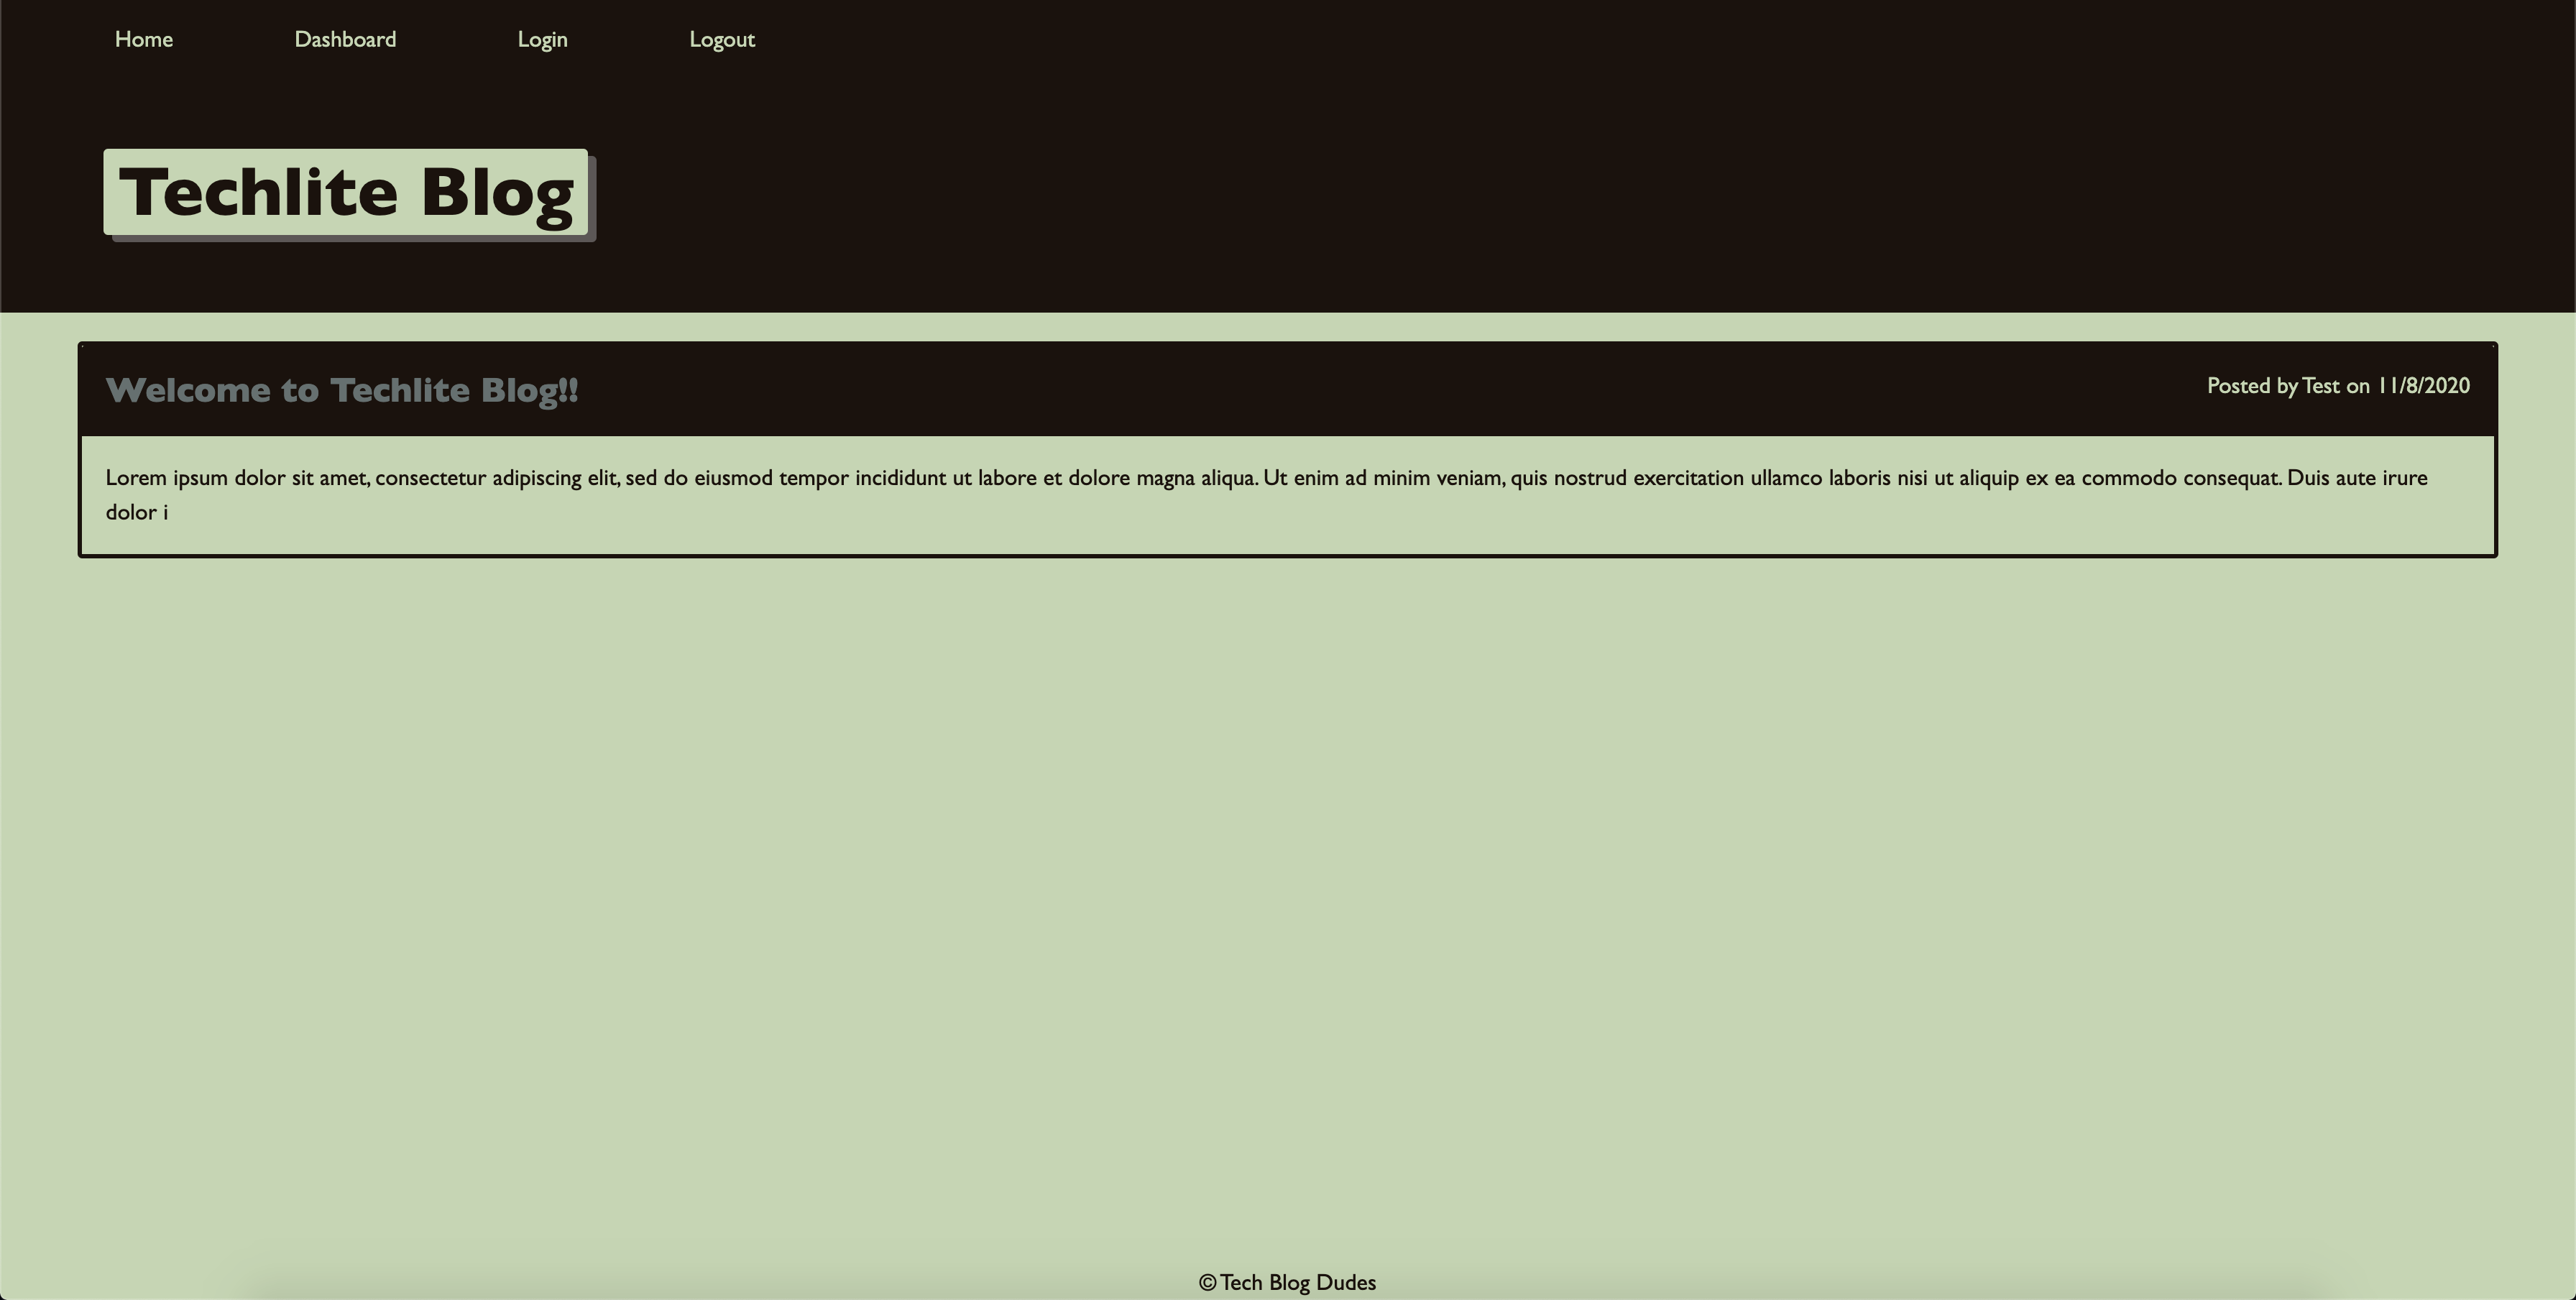 Home Dashboard Login Logout
Techlite Blog
Welcome to Techlite Blog!!
Posted by Test on 11/8/2020
Lorem ipsum dolor sit amet, consectetur adipiscing elit, sed do eiusmod tempor incididunt ut labore et dolore magna aliqua. Ut enim ad minim veniam, quis nostrud exercitation ullamco laboris nisi ut aliquip ex ea commodo consequat. Duis aute irure
dolor i
© Tech Blog Dudes